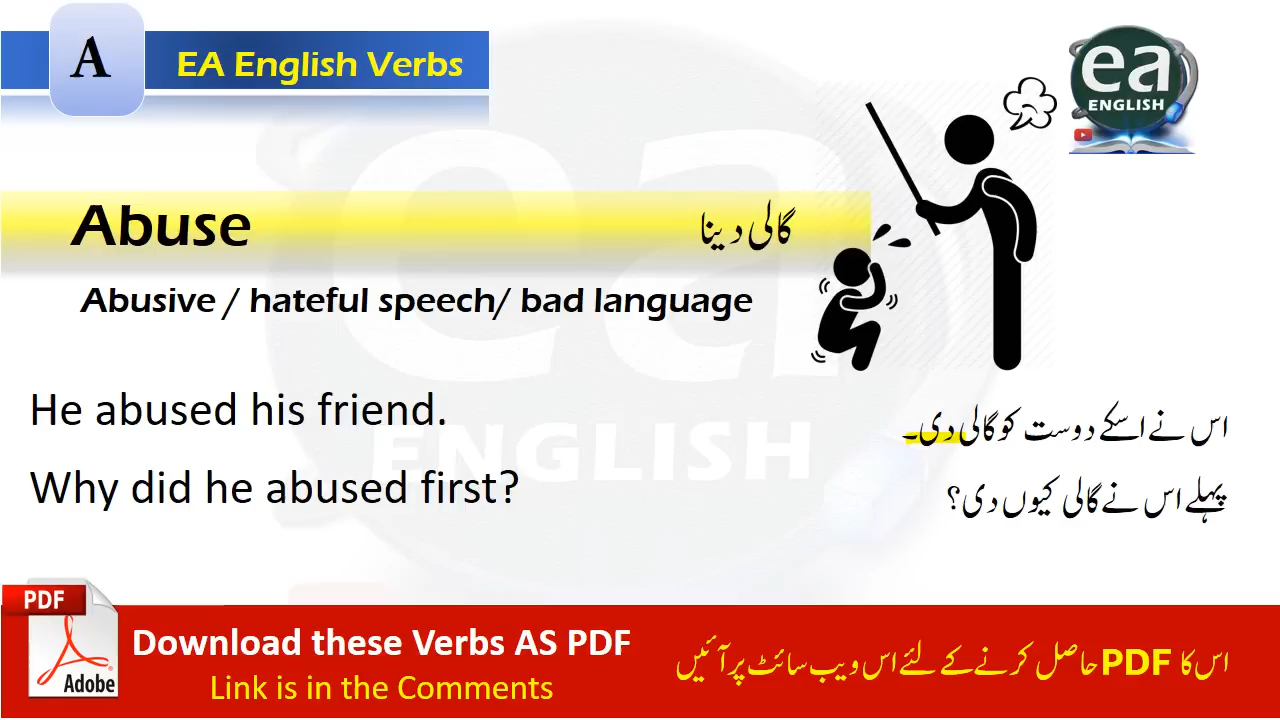 A
EA English Verbs
ea
ENGLISH
Abuse
گالی دینا
Abusive / hateful speech/ bad language
He abused his friend.
اس نے اسکے دوست کو گالی دی۔
Why did he abused first?
پہلے اس نے گالی کیوں دی؟
ea
ENGLISH
PDF
Adobe
Download these Verbs AS PDF
Link is in the Comments
اس کا PDF حاصل کرنے کے لئے اس ویب سائٹ پر آئیں